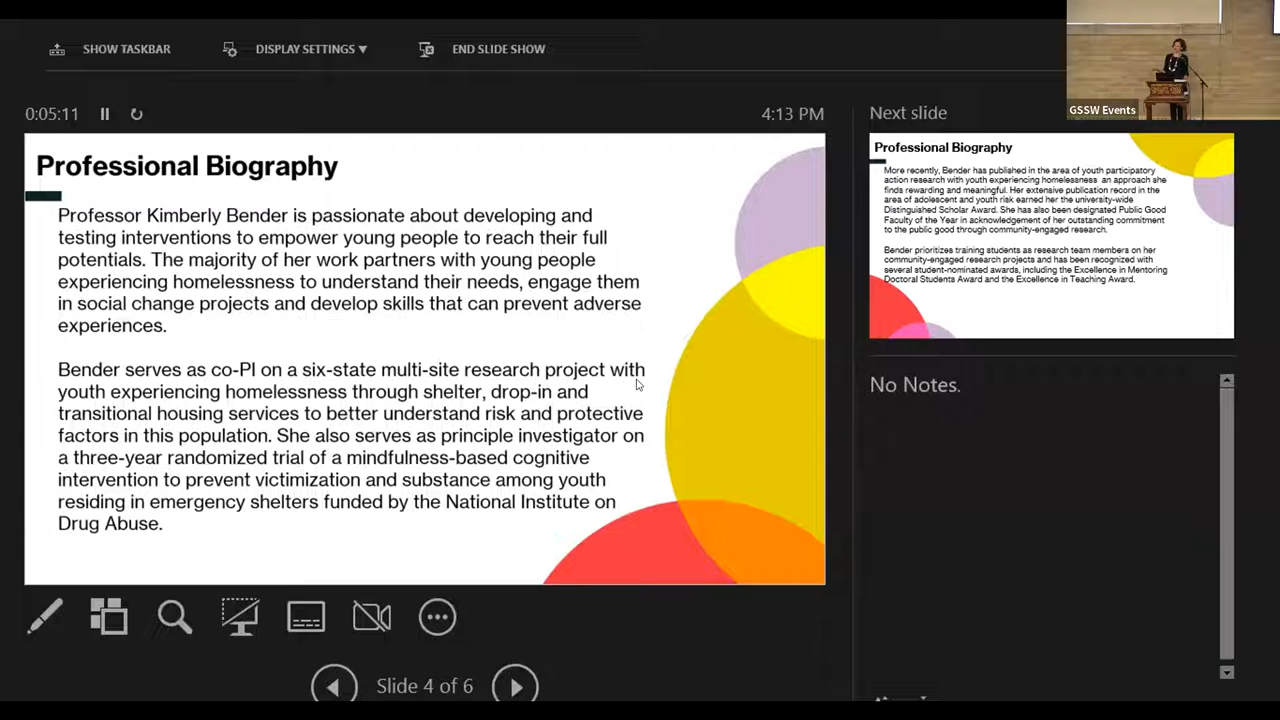 SHOW TASKBAR
DISPLAY SETTINGS ▼
END SLIDE SHOW
GSSW Events
0:05:11
4:13 PM
Next slide
Professional Biography
Professor Kimberly Bender is passionate about developing and
testing interventions to empower young people to reach their full
potentials. The majority of her work partners with young people
experiencing homelessness to understand their needs, engage them
in social change projects and develop skills that can prevent adverse
experiences.
Bender serves as co-PI on a six-state multi-site research project with
youth experiencing homelessness through shelter, drop-in and
transitional housing services to better understand risk and protective
factors in this population. She also serves as principle investigator on
a three-year randomized trial of a mindfulness-based cognitive
intervention to prevent victimization and substance among youth
residing in emergency shelters funded by the National Institute on
Drug Abuse.
Professional Biography
More recently, Bender has published in the area of youth participatory
action research with youth experiencing homelessness an approach she
finds rewarding and meaningful. Her extensive publication record in the
area of adolescent and youth risk earned her the university-wide
Distinguished Scholar Award. She has also been designated Public Good
Faculty of the Year in acknowledgement of her outstanding commitment
to the public good through community-engaged research.
Bender prioritizes training students as research team members on her
community-engaged research projects and has been recognized with
several student-nominated awards, including the Excellence in Mentoring
Doctoral Students Award and the Excellence in Teaching Award.
No Notes.
Slide 4 of 6